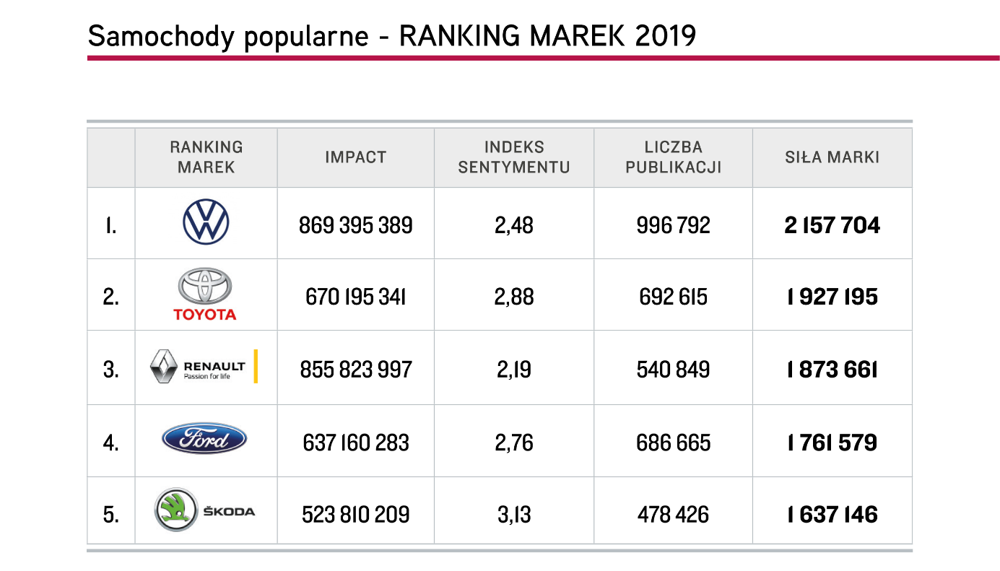 Samochody popularne - RANKING MAREK 2019
RANKING
MAREK
IMPACT
INDEKS
SENTYMENTU
LICZBA
PUBLIKACJI
SIŁA MARKI
1.
869 395 389
2,48
996 792
2 157 704
2.
TOYOTA
670 195 341
2,88
692 615
1 927 195
3.
RENAULT
Passion for life
855 823 997
2,19
540 849
1 873 661
4.
Ford
637 160 283
2,76
686 665
1 761 579
5.
ŠKODA
523 810 209
3,13
478 426
1 637 146